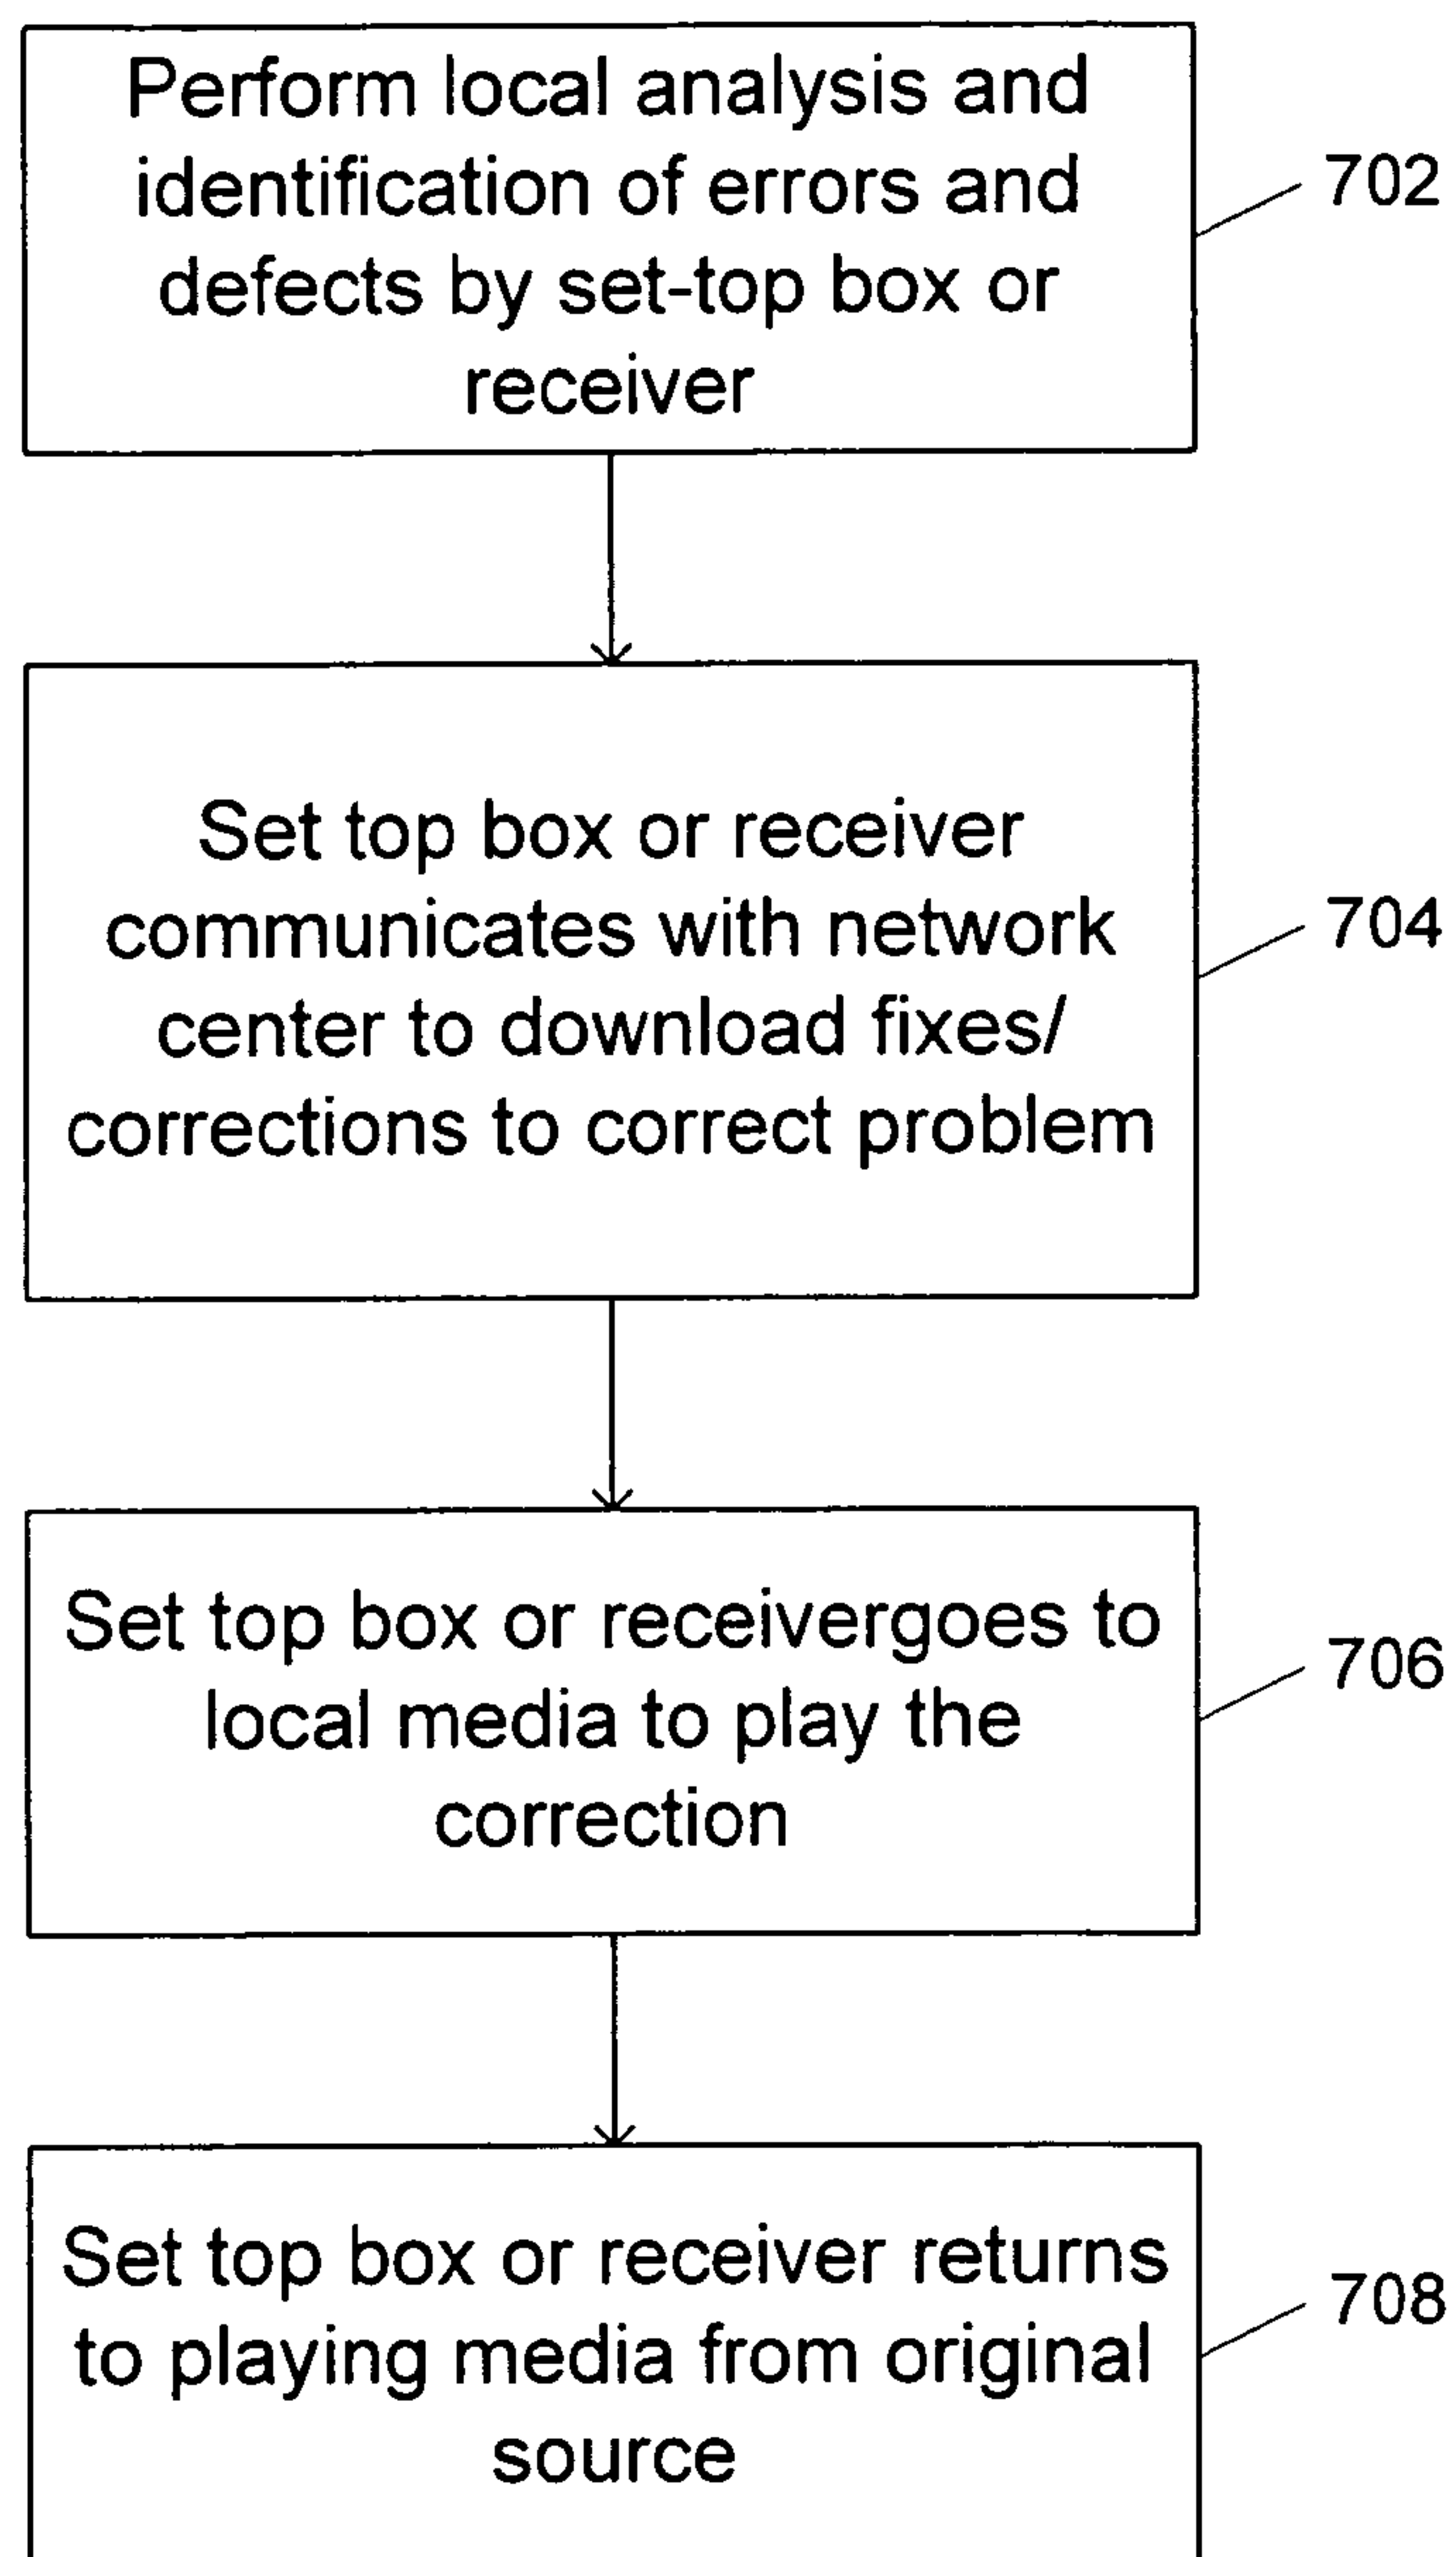 Perform local analysis and
identification of errors and
defects by set-top box or
receiver
702
Set top box or receiver
communicates with network
center to download fixes/
corrections to correct problem
704
Set top box or receivergoes to
local media to play the
correction
706
Set top box or receiver returns
to playing media from original
source
708